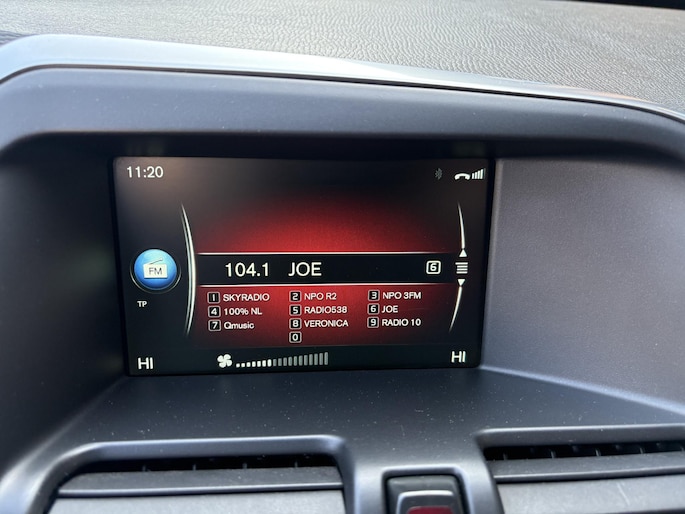 11:20
FM
TP
104.1 JOE 6
1 SKYRADIO 2 NPO R2 3 NPO 3FM
4 100% NL 5 RADIO538 6 JOE
7 Qmusic 8 VERONICA 9 RADIO 10
0
HI HI